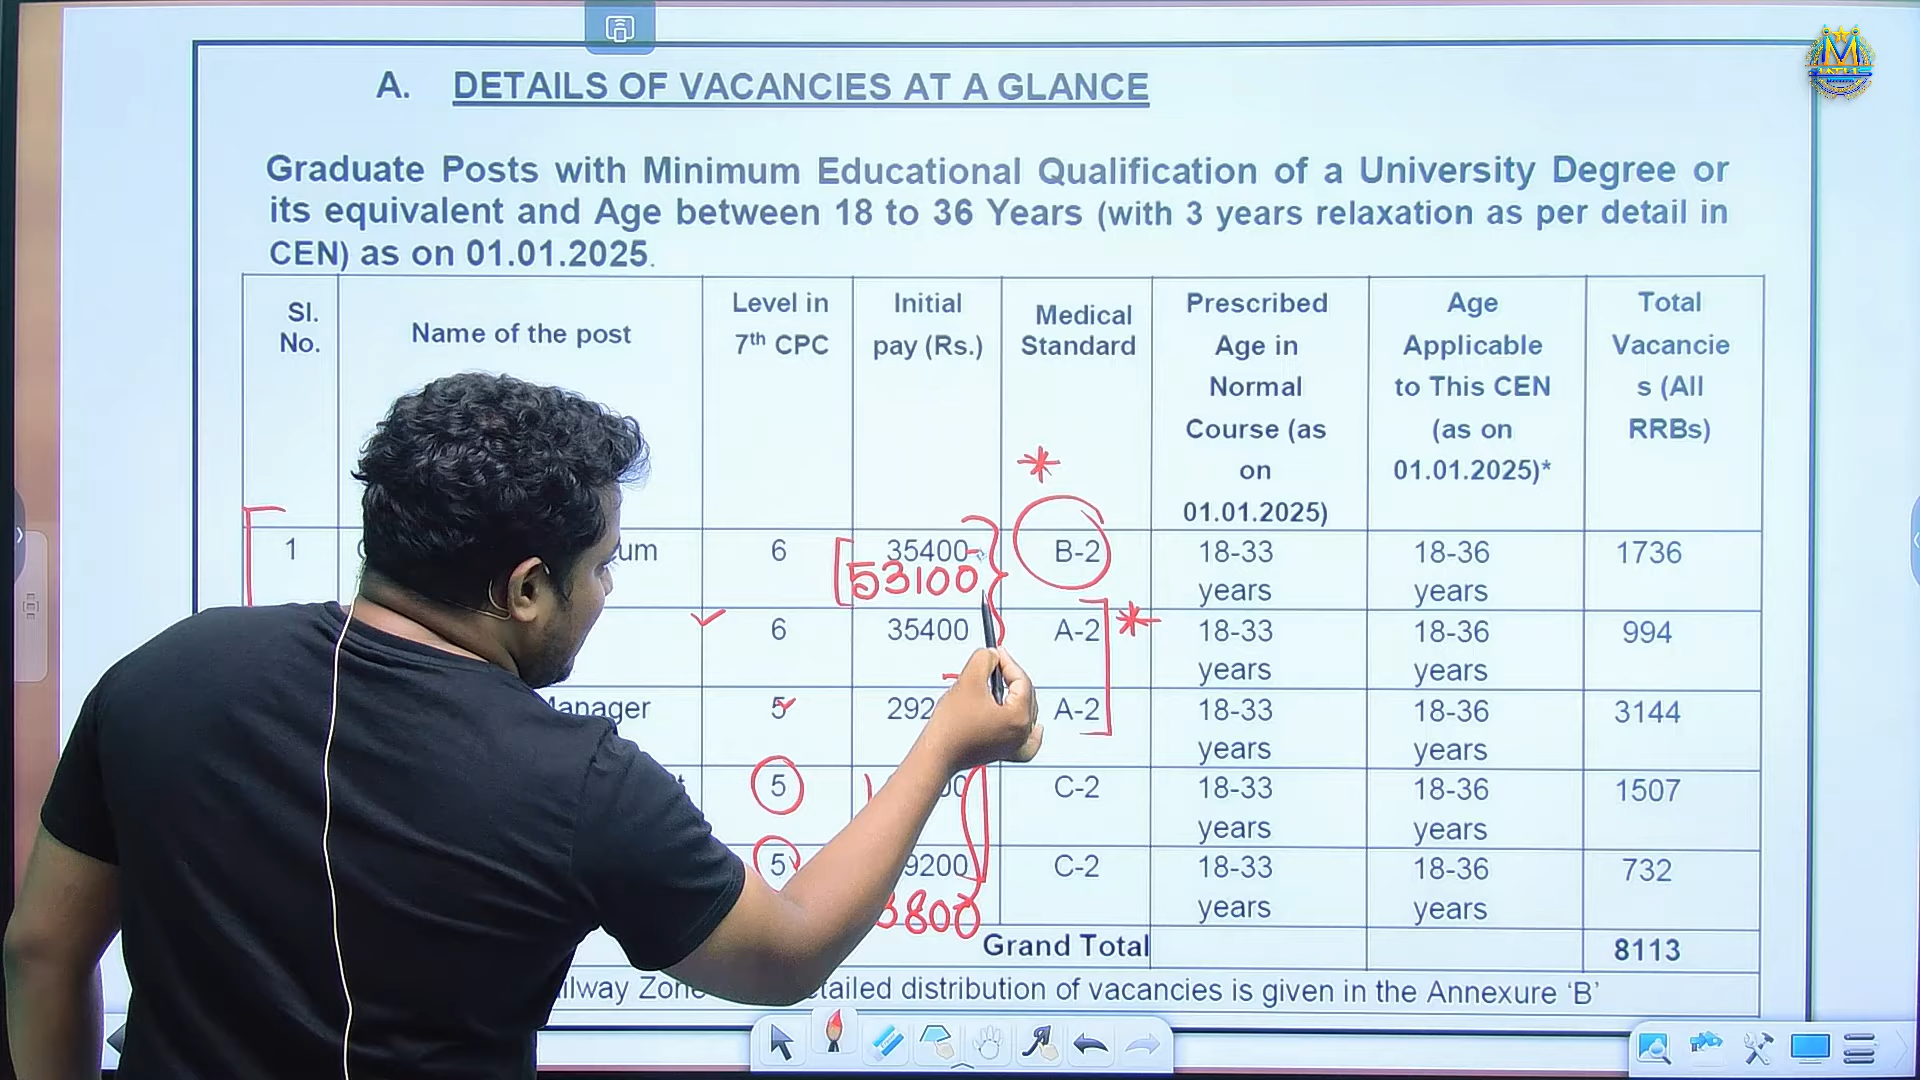 A. DETAILS OF VACANCIES AT A GLANCE
Graduate Posts with Minimum Educational Qualification of a University Degree or
its equivalent and Age between 18 to 36 Years (with 3 years relaxation as per detail in
CEN) as on 01.01.2025.
Sl. No. Name of the post Level in 7th CPC Initial pay (Rs.) Medical Standard Prescribed Age in Normal Course (as on 01.01.2025) Age Applicable to This CEN (as on 01.01.2025)* Total Vacancie s (All RRBs)
*
1 6 35400 B-2 18-33 years 18-36 years 1736
[53100
6 35400 A-2 18-33 years 18-36 years 994
*
Manager 5 A-2 18-33 years 18-36 years 3144
5 C-2 18-33 years 18-36 years 1507
5 9200 C-2 18-33 years 18-36 years 732
3800
Grand Total 8113
distribution of vacancies is given in the Annexure ‘B’
M